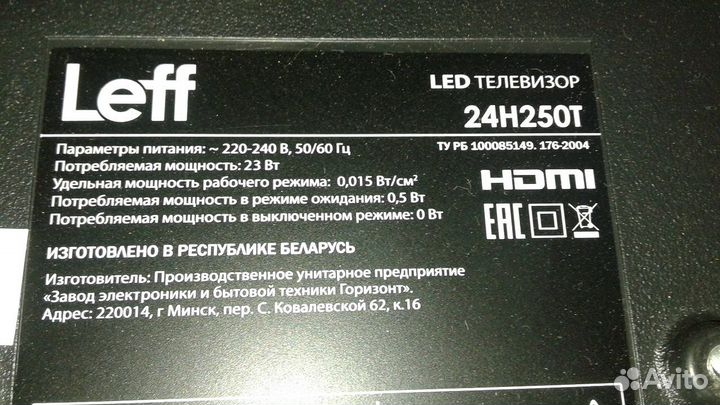 Leff
LED ТЕЛЕВИЗОР
24H250T
Параметры питания: ~ 220-240 В, 50/60 Гц
ТУ РБ 100085149. 176-2004
Потребляемая мощность: 23 Вт
Удельная мощность рабочего режима: 0,015 Вт/см²
Потребляемая мощность в режиме ожидания: 0,5 Вт
Потребляемая мощность в выключенном режиме: 0 Вт
HDMI
EAC
ИЗГОТОВЛЕНО В РЕСПУБЛИКЕ БЕЛАРУСЬ
Изготовитель: Производственное унитарное предприятие
«Завод электроники и бытовой техники Горизонт».
Адрес: 220014, г Минск, пер. С. Ковалевской 62, к.16
Avito